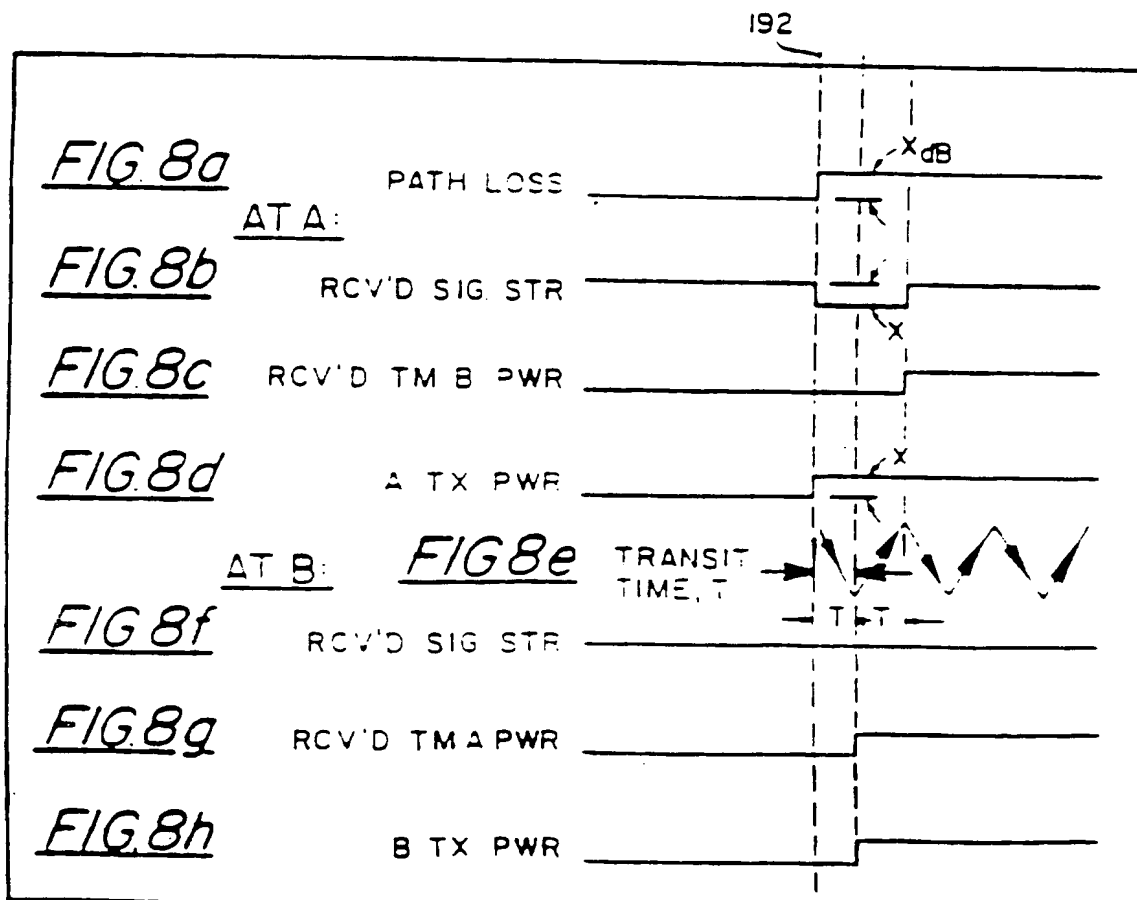 192
FIG. 8a PATH LOSS X dB
AT A:
FIG. 8b RCV'D SIG. STR X
FIG. 8c RCV'D TM B PWR
FIG. 8d A TX PWR X
AT B: FIG 8e TRANSIT
TIME, T
T T
FIG. 8f RCV'D SIG STR
FIG. 8g RCV'D TM A PWR
FIG. 8h B TX PWR